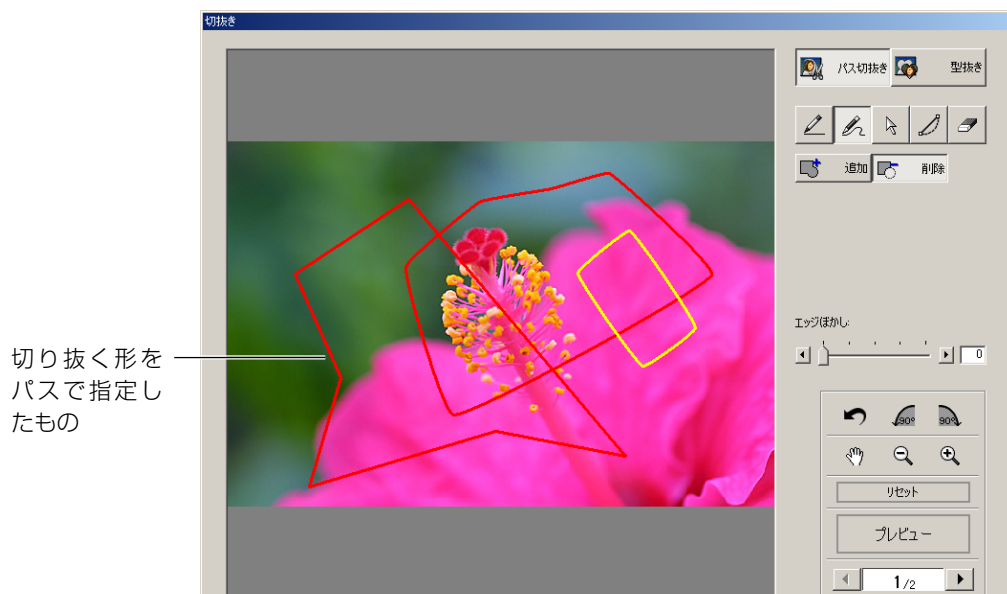 切抜き
パス切抜き
型抜き
追加
削除
切り抜く形を
パスで指定し
たもの
エッジぼかし:
0
90°
90°
リセット
プレビュー
1/2